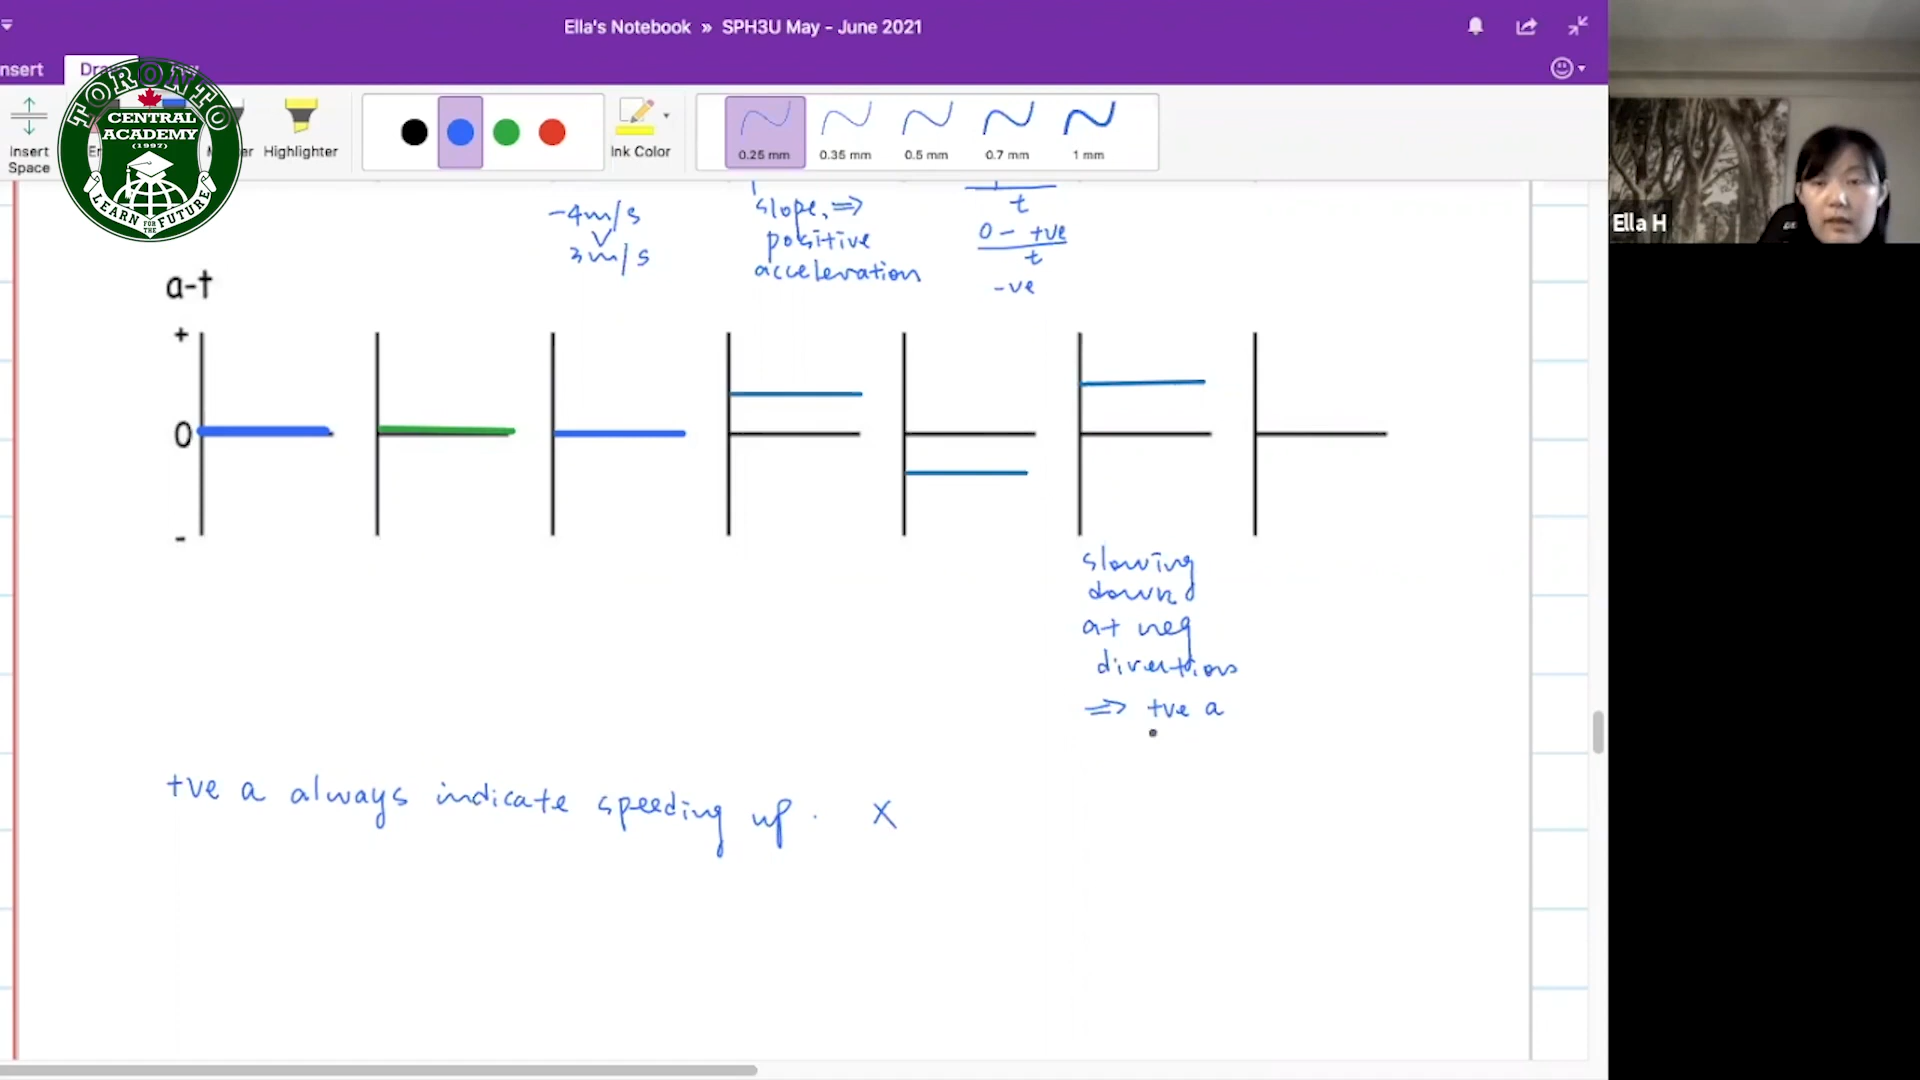 Ella's Notebook » SPH3U May - June 2021
nsert
TORONTO
CENTRAL
ACADEMY
(1997)
LEARN FOR THE FUTURE
Insert
Space
Highlighter
Ink Color
0.25 mm
0.35 mm
0.5 mm
0.7 mm
1 mm
Ella H
-4m/s
3m/s
slope, ⇒
positive
acceleration
t
0 - +ve
t
-ve
a-t
+
0
-
slowing
down
at neg
directions
⇒ +ve a
+ve a always indicate speeding up. X